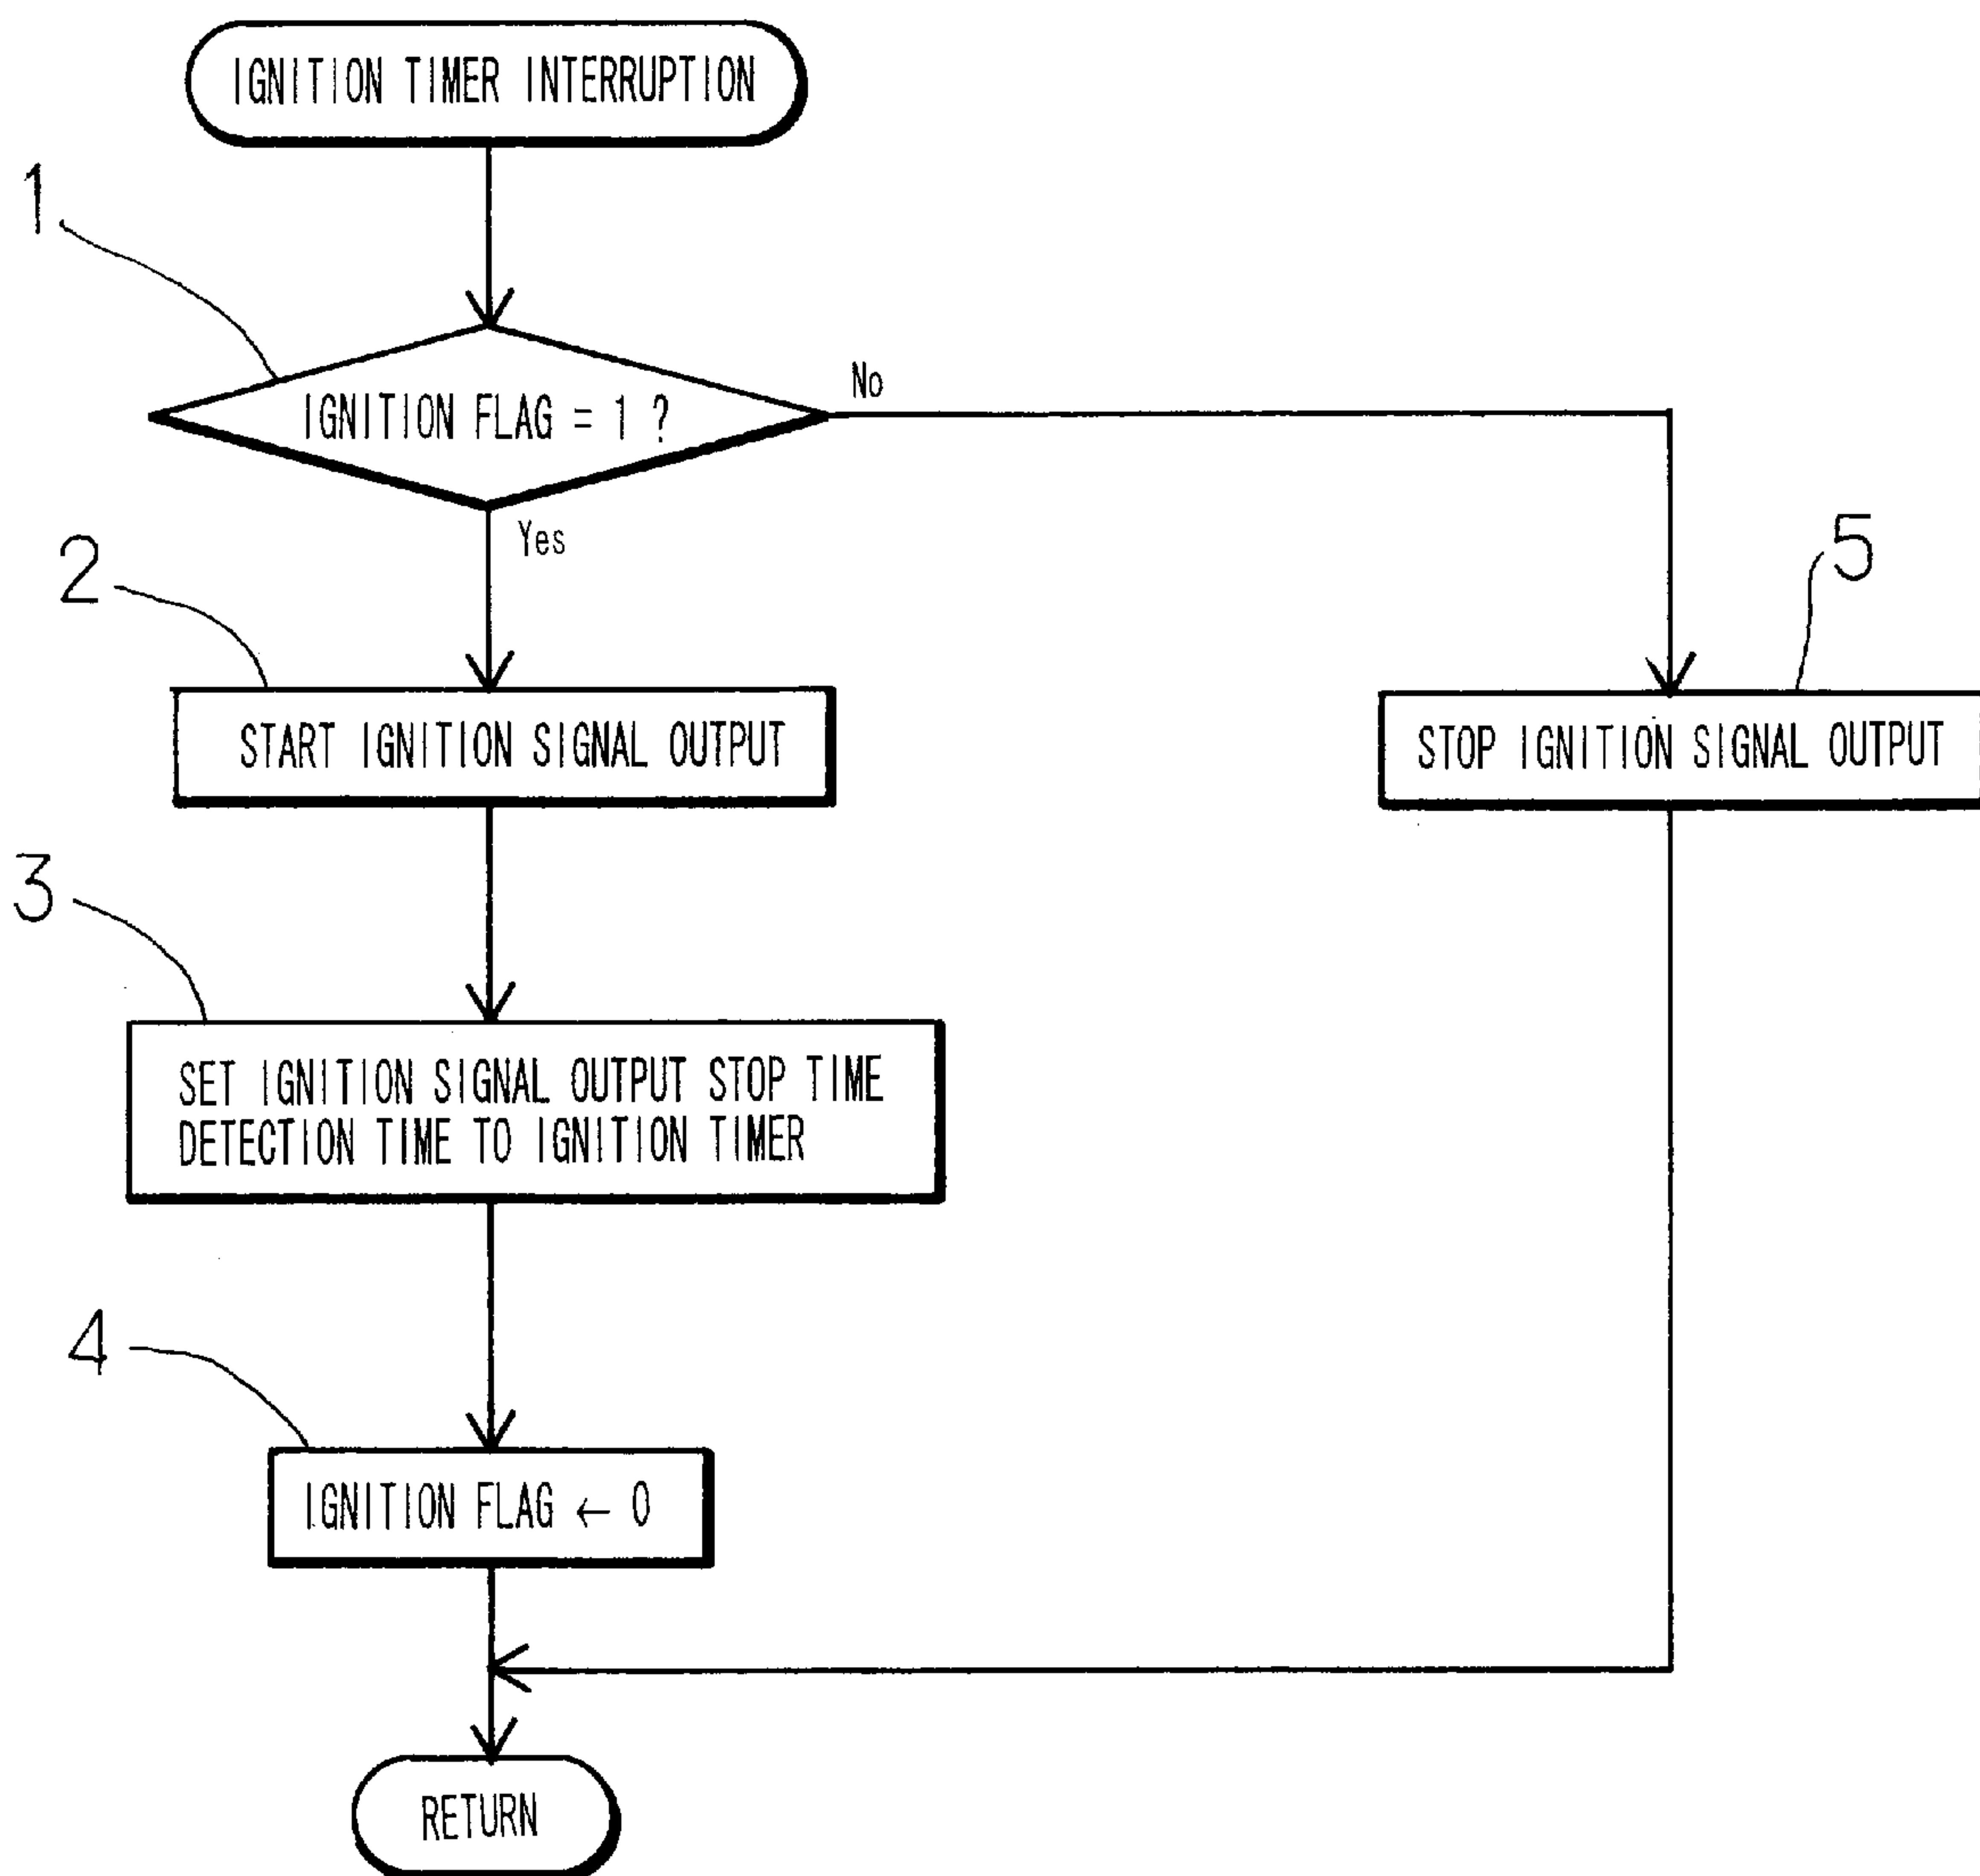 IGNITION TIMER INTERRUPTION
1
IGNITION FLAG = 1 ?
No
Yes
2
START IGNITION SIGNAL OUTPUT
5
STOP IGNITION SIGNAL OUTPUT
3
SET IGNITION SIGNAL OUTPUT STOP TIME
DETECTION TIME TO IGNITION TIMER
4
IGNITION FLAG ← 0
RETURN